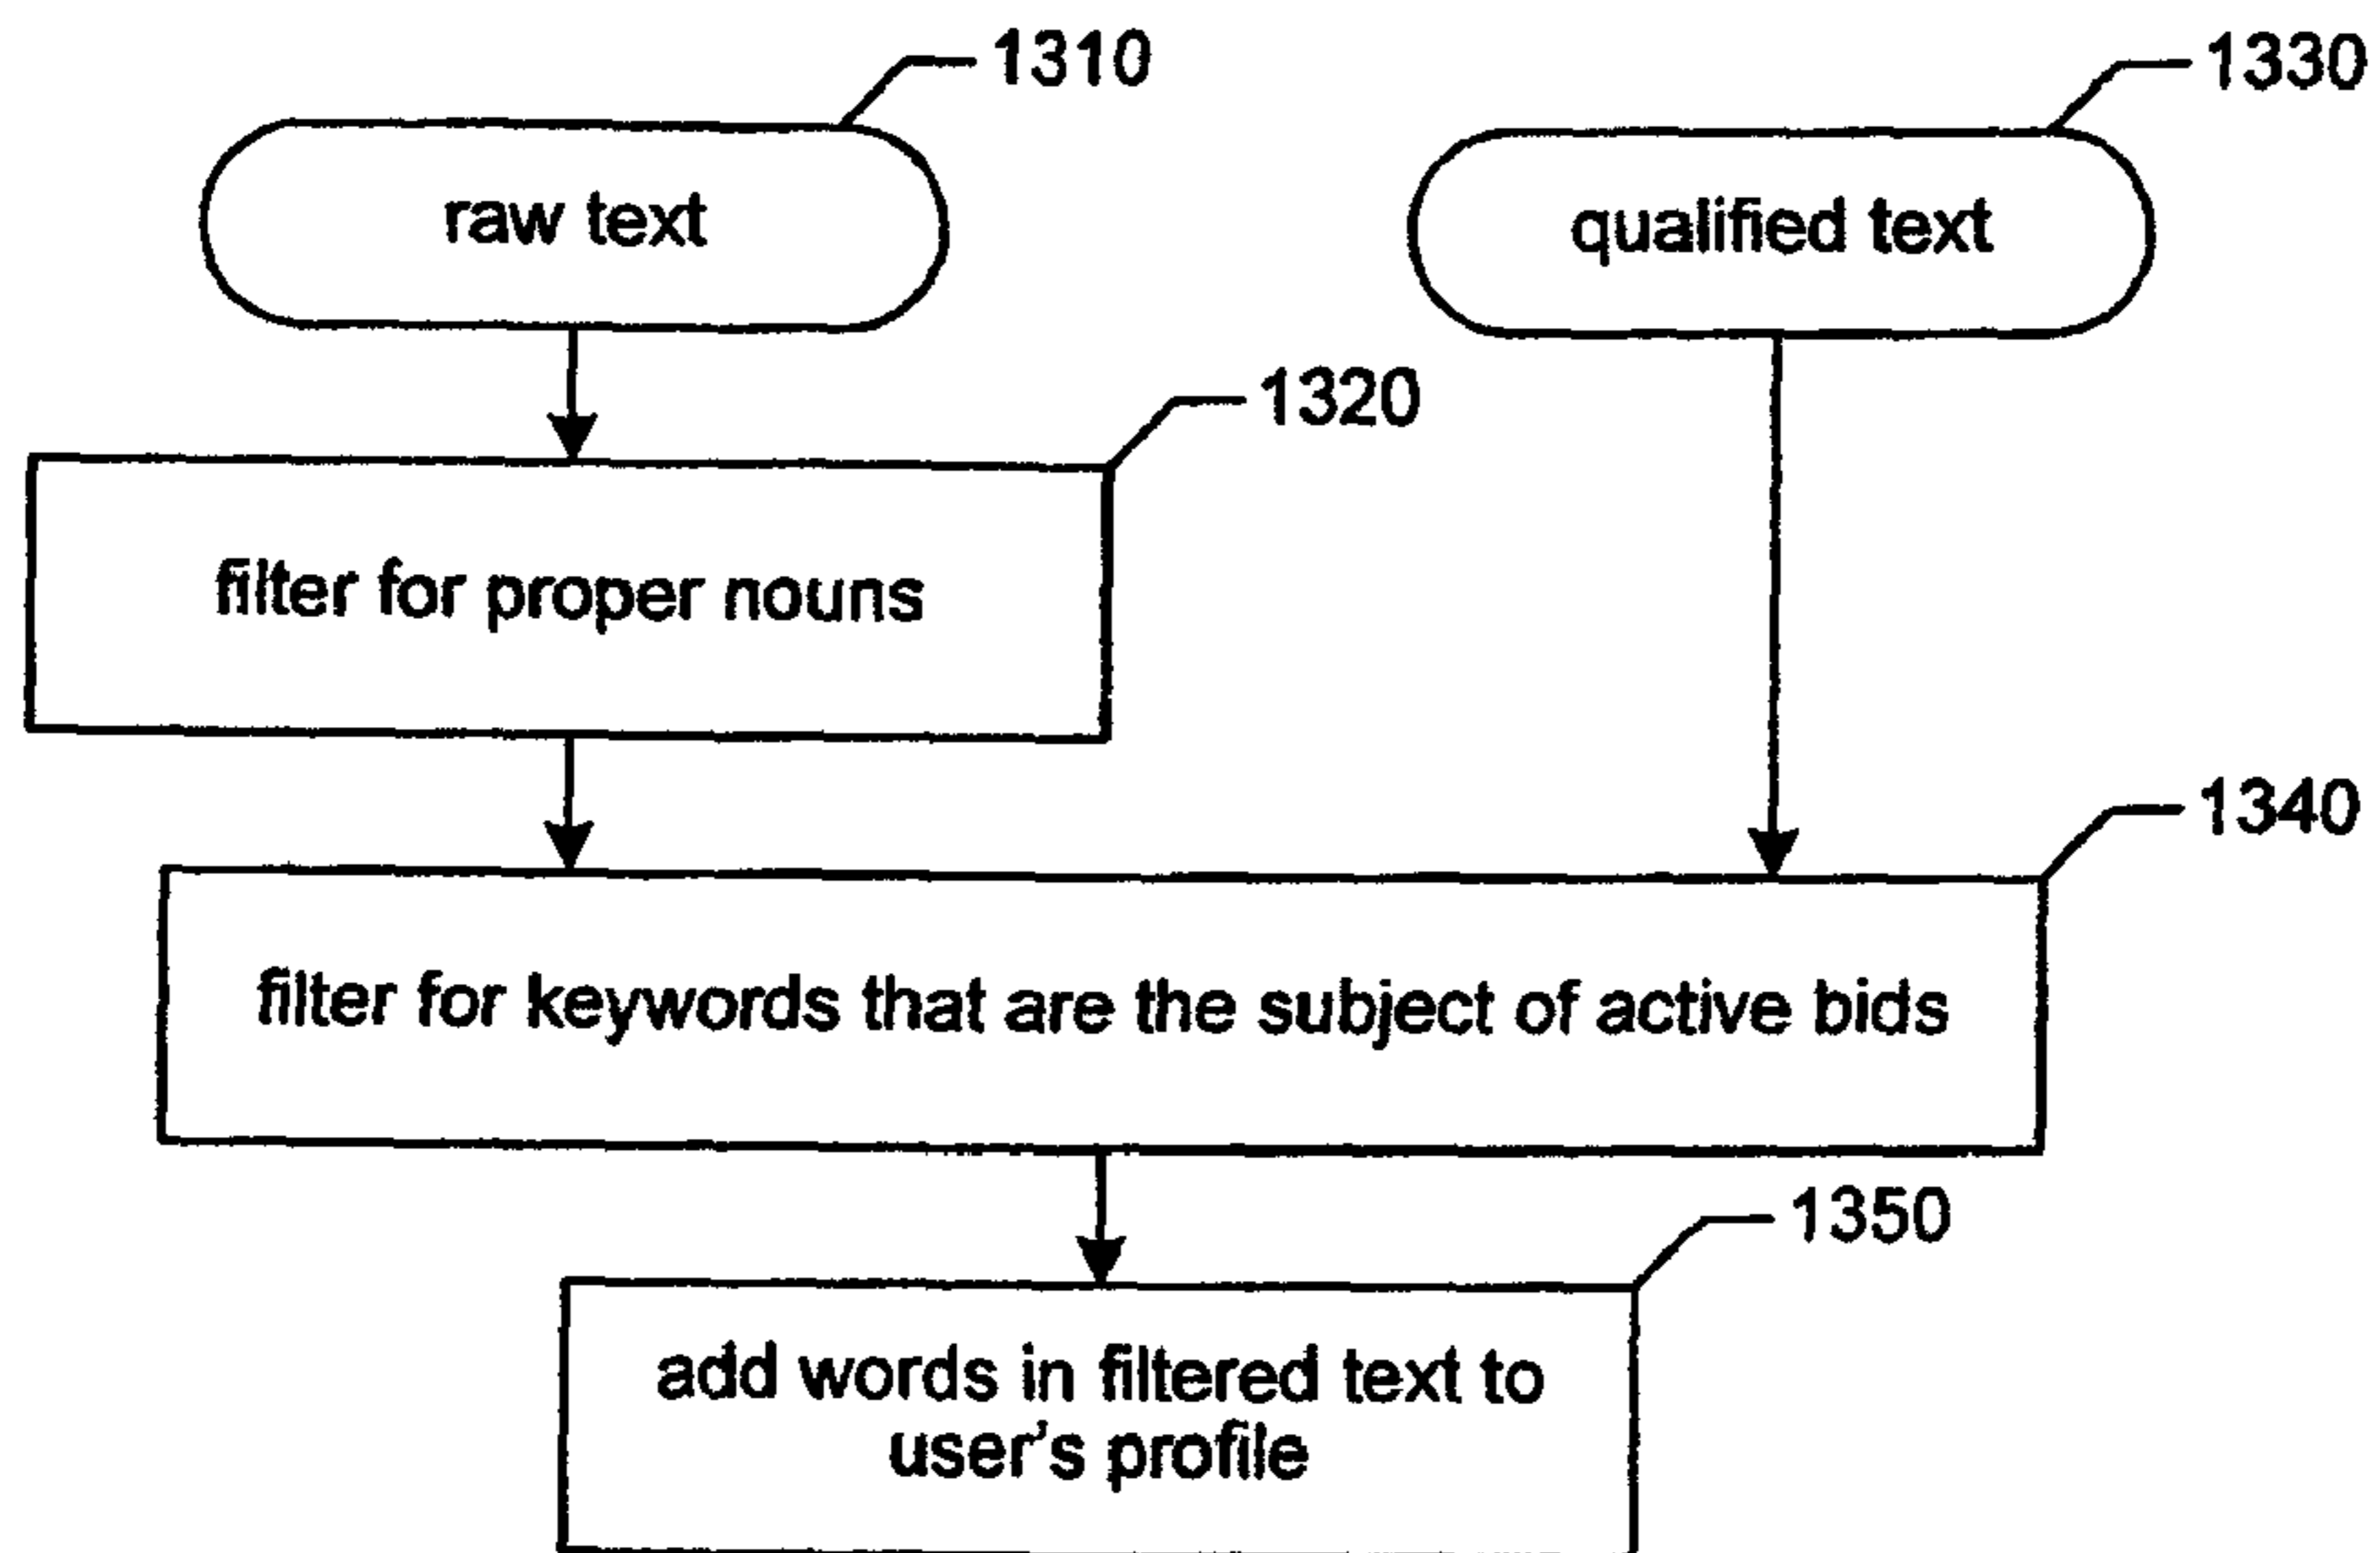 1310
1330
raw text
qualified text
1320
filter for proper nouns
1340
filter for keywords that are the subject of active bids
1350
add words in filtered text to
user's profile